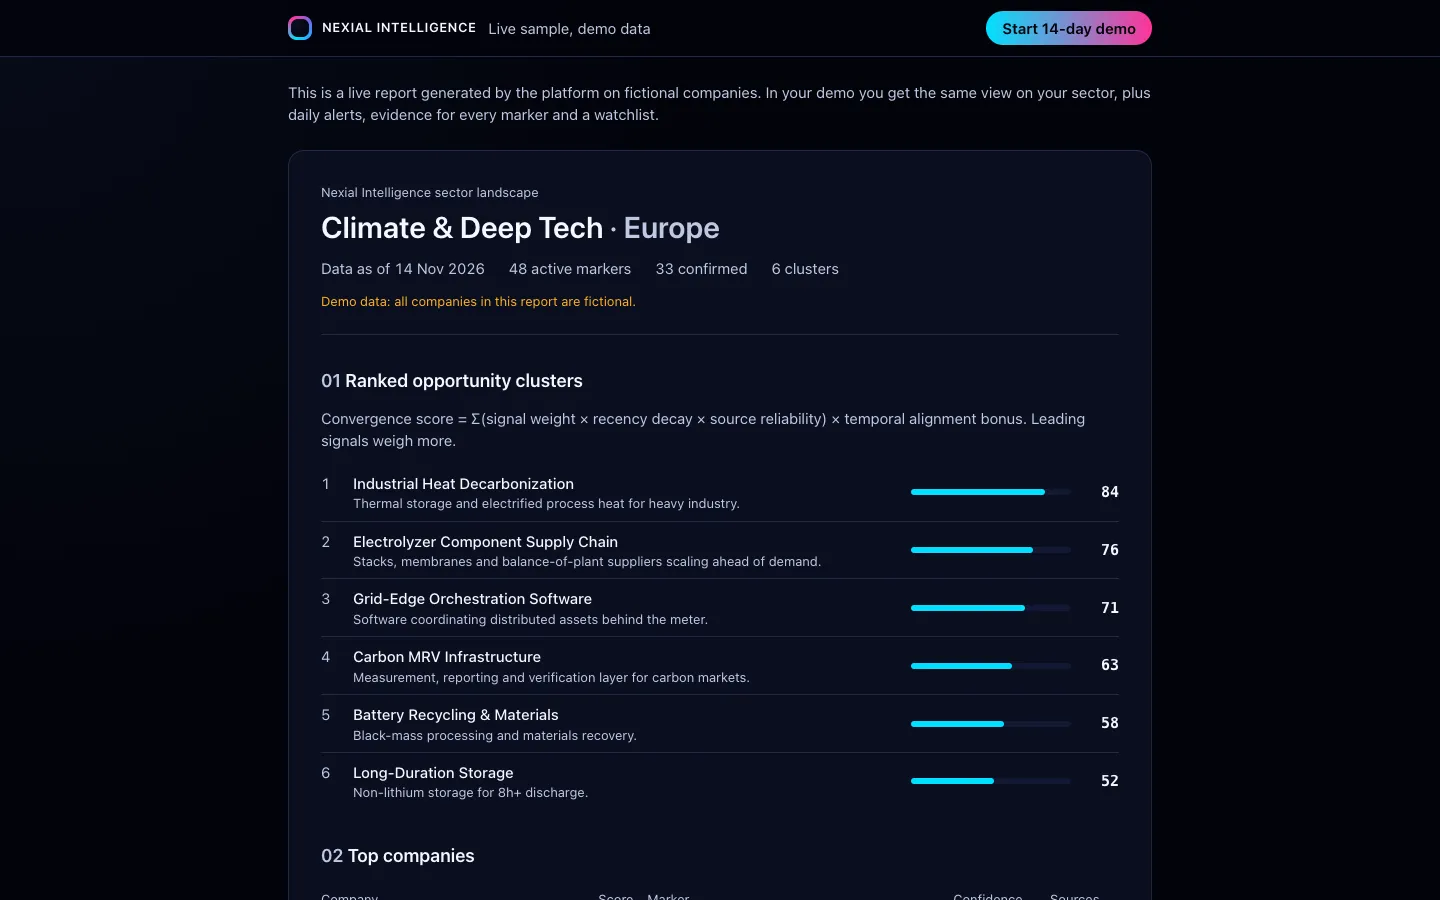 NEXIAL INTELLIGENCE Live sample, demo data
Start 14-day demo
This is a live report generated by the platform on fictional companies. In your demo you get the same view on your sector, plus
daily alerts, evidence for every marker and a watchlist.
Nexial Intelligence sector landscape
Climate & Deep Tech · Europe
Data as of 14 Nov 2026 48 active markers 33 confirmed 6 clusters
Demo data: all companies in this report are fictional.
01 Ranked opportunity clusters
Convergence score = Σ(signal weight × recency decay × source reliability) × temporal alignment bonus. Leading
signals weigh more.
1 Industrial Heat Decarbonization 84
Thermal storage and electrified process heat for heavy industry.
2 Electrolyzer Component Supply Chain 76
Stacks, membranes and balance-of-plant suppliers scaling ahead of demand.
3 Grid-Edge Orchestration Software 71
Software coordinating distributed assets behind the meter.
4 Carbon MRV Infrastructure 63
Measurement, reporting and verification layer for carbon markets.
5 Battery Recycling & Materials 58
Black-mass processing and materials recovery.
6 Long-Duration Storage 52
Non-lithium storage for 8h+ discharge.
02 Top companies
Company Score Marker Confidence Sources